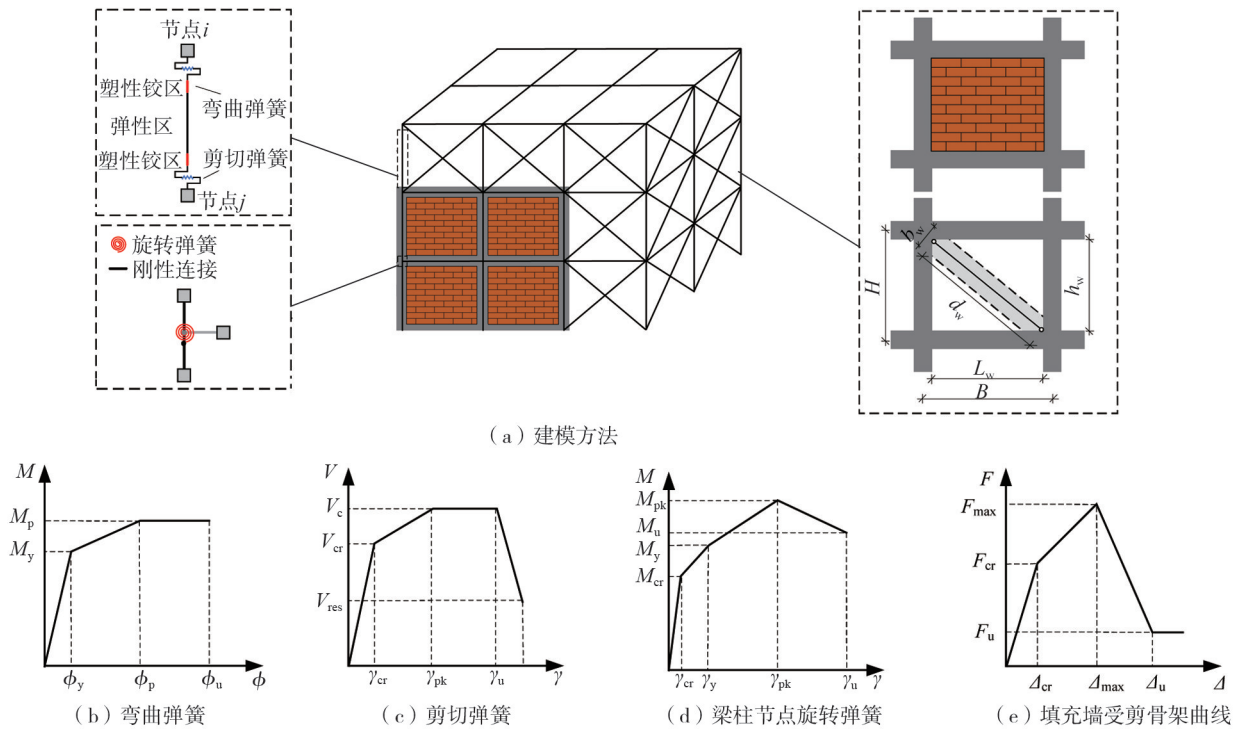 节点i
塑性铰区
弯曲弹簧
弹性区
塑性铰区
剪切弹簧
节点j
旋转弹簧
刚性连接
b_w
H
d_w
h_w
L_w
B
(a)建模方法
M
M_p
M_y
ϕ_y
ϕ_p
ϕ_u
ϕ
(b)弯曲弹簧
V
V_c
V_cr
V_res
γ_cr
γ_pk
γ_u
γ
(c)剪切弹簧
M
M_pk
M_u
M_y
M_cr
γ_cr
γ_y
γ_pk
γ_u
γ
(d)梁柱节点旋转弹簧
F
F_max
F_cr
F_u
Δ_cr
Δ_max
Δ_u
Δ
(e)填充墙受剪骨架曲线